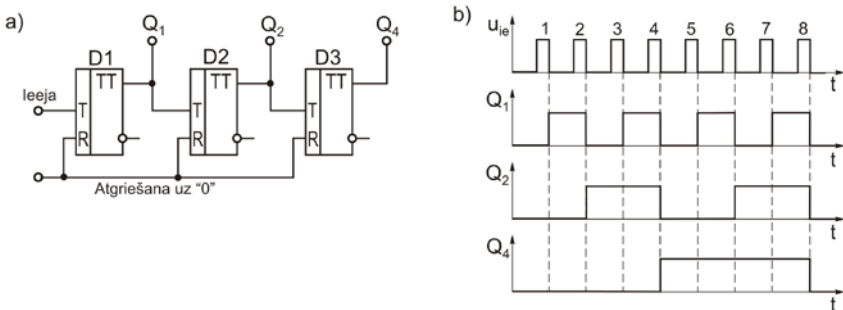 a)
Q1
Q2
Q4
D1
D2
D3
TT
TT
TT
Ieeja
T
T
T
R
R
R
Atgriešana uz “0”
b)
uie
1 2 3 4 5 6 7 8
t
Q1
t
Q2
t
Q4
t